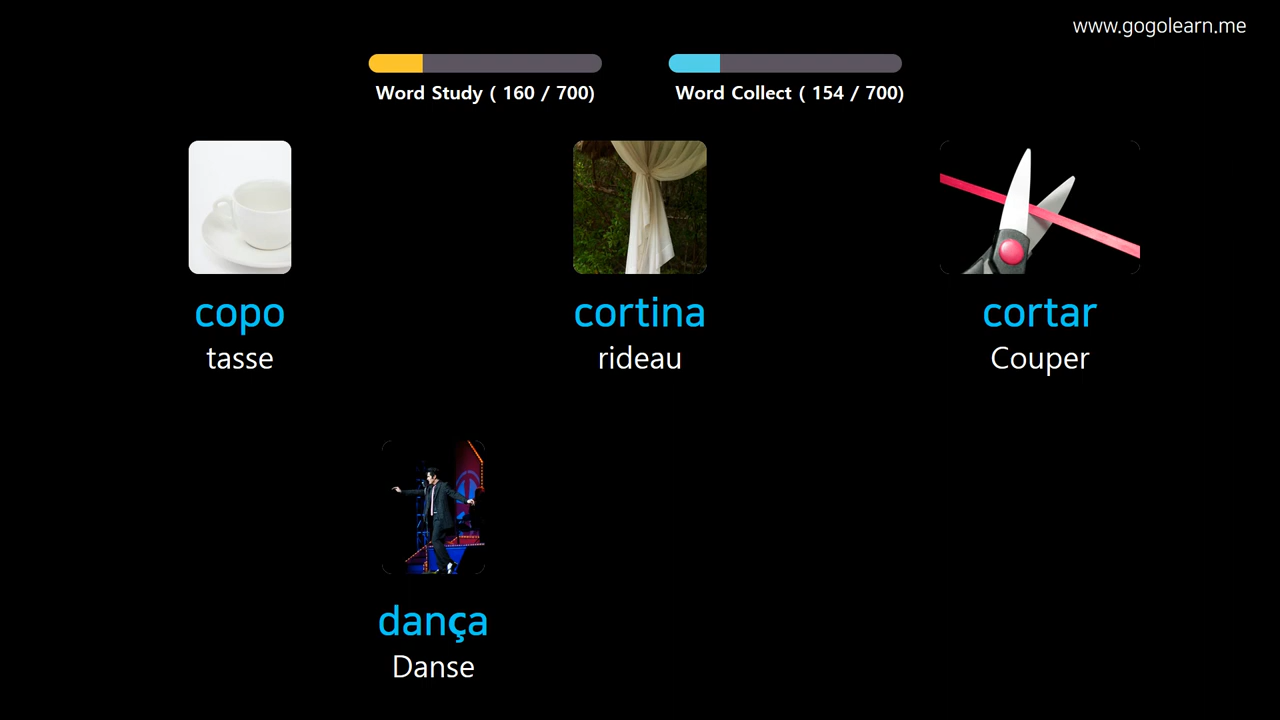 www.gogolearn.me
Word Study ( 160 / 700)
Word Collect ( 154 / 700)
copo
tasse
cortina
rideau
cortar
Couper
dança
Danse